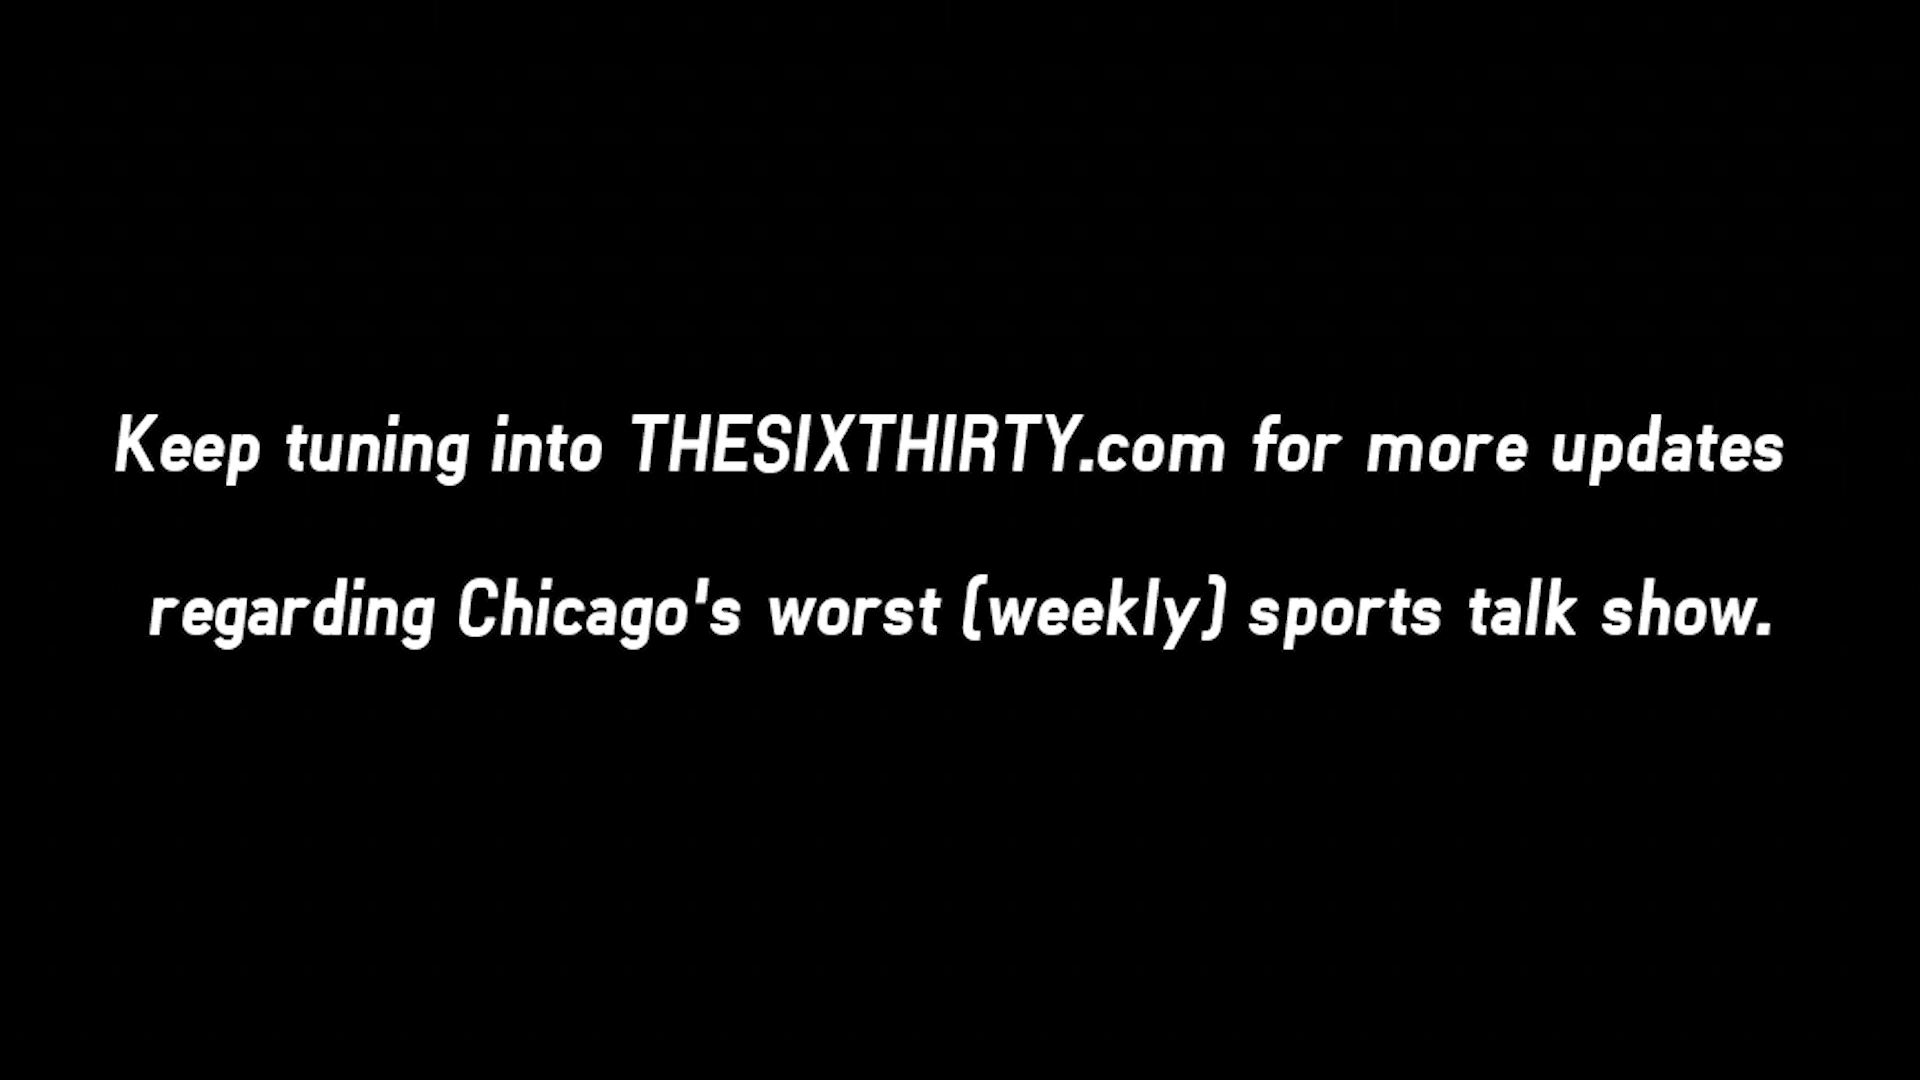 Keep tuning into THESIXTHIRTY.com for more updates
regarding Chicago's worst (weekly) sports talk show.